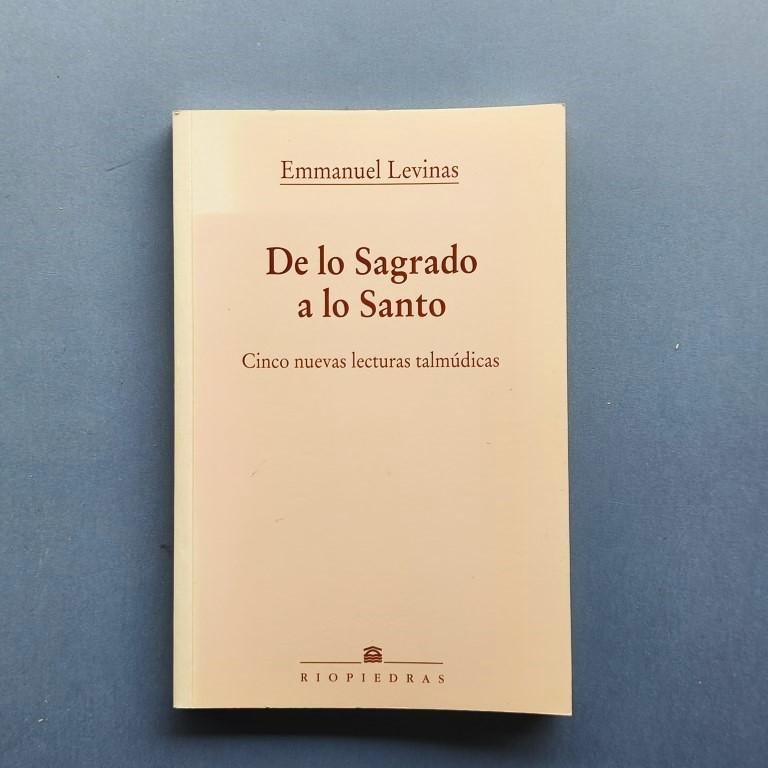 Emmanuel Levinas
De lo Sagrado
a lo Santo
Cinco nuevas lecturas talmúdicas
RIOPIEDRAS